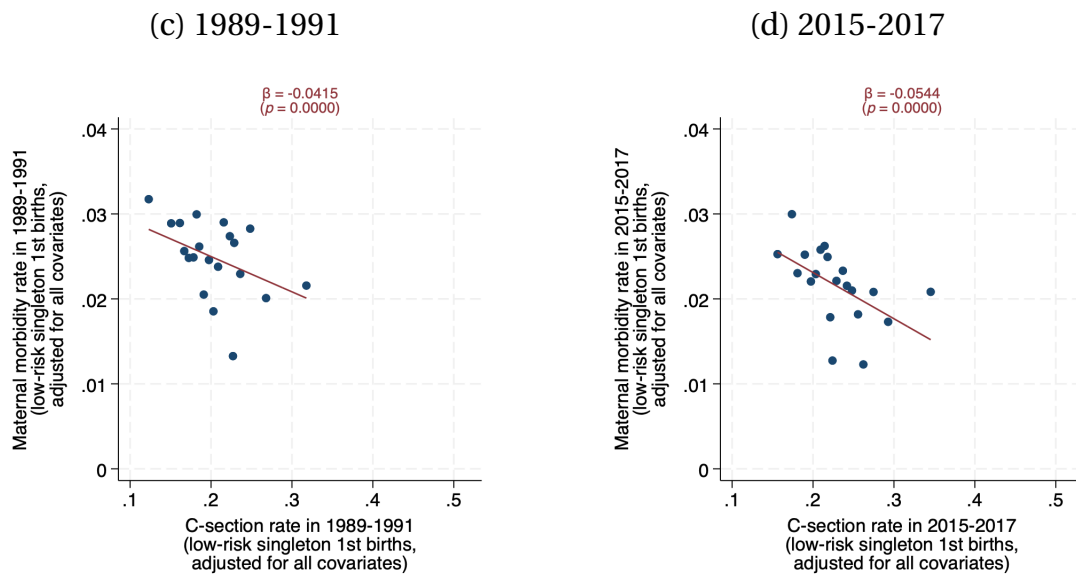 (c) 1989-1991
β = -0.0415
(p = 0.0000)
Maternal morbidity rate in 1989-1991
(low-risk singleton 1st births,
adjusted for all covariates)
.04
.03
.02
.01
0
.1 .2 .3 .4 .5
C-section rate in 1989-1991
(low-risk singleton 1st births,
adjusted for all covariates)
(d) 2015-2017
β = -0.0544
(p = 0.0000)
Maternal morbidity rate in 2015-2017
(low-risk singleton 1st births,
adjusted for all covariates)
.04
.03
.02
.01
0
.1 .2 .3 .4 .5
C-section rate in 2015-2017
(low-risk singleton 1st births,
adjusted for all covariates)